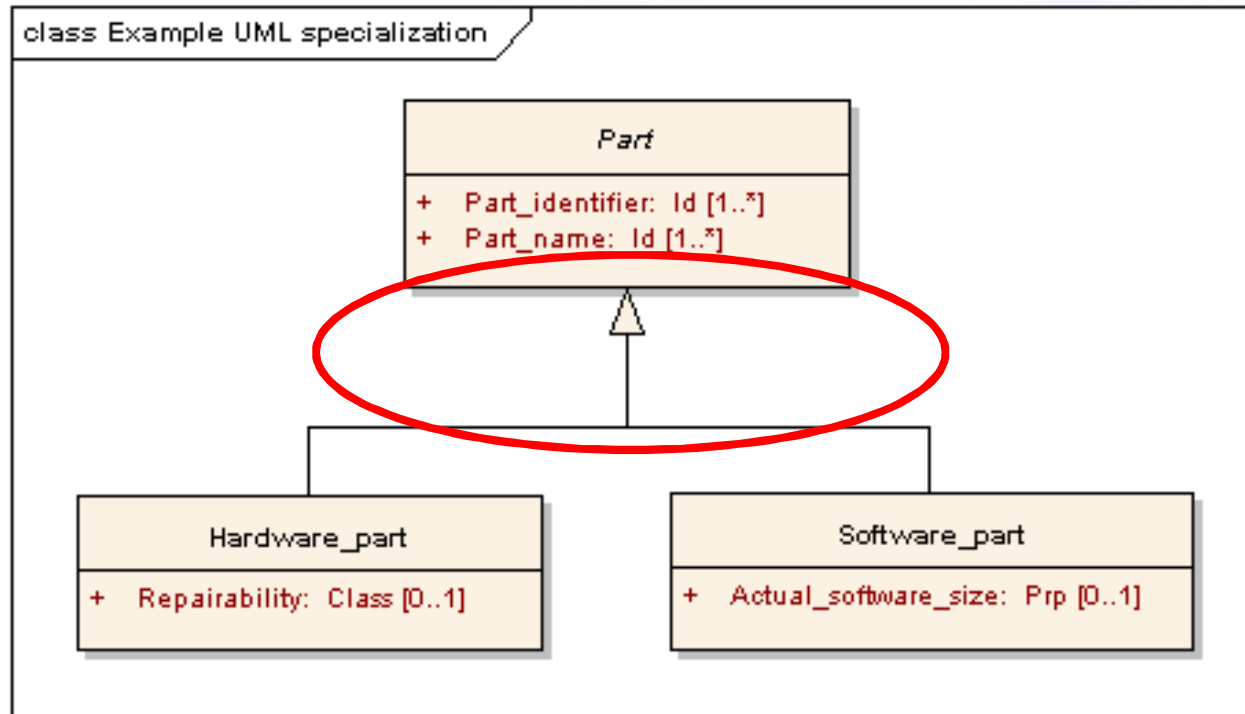 class Example UML specialization
Part
+ Part_identifier: Id [1..*]
+ Part_name: Id [1..*]
Hardware_part
+ Repairability: Class [0..1]
Software_part
+ Actual_software_size: Prp [0..1]